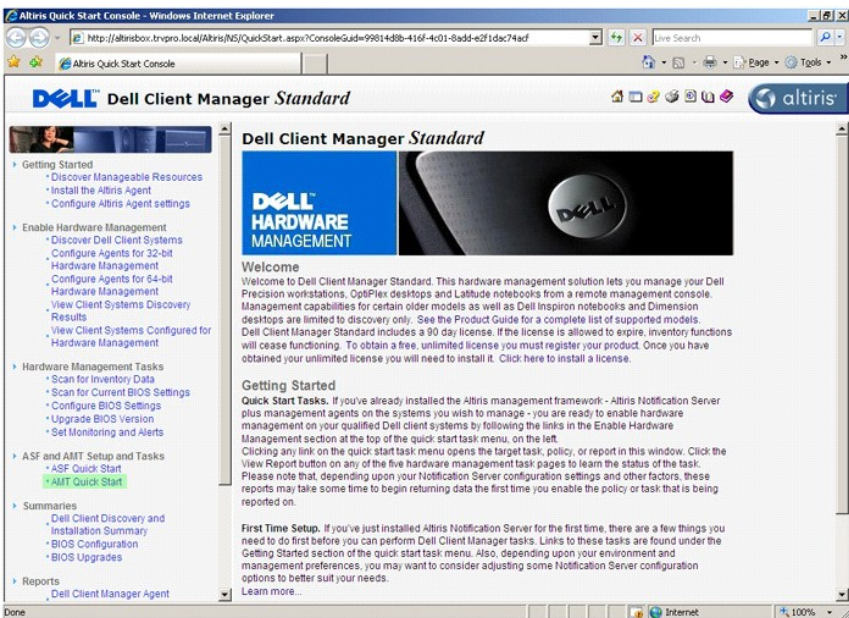 Altiris Quick Start Console - Windows Internet Explorer
http://altirisbox.trvpro.local/Altiris/NS/QuickStart.aspx?ConsoleGuid=99814d8b-416f-4c01-8add-e2f1dac74acf
Live Search
Altiris Quick Start Console
Page
Tools
DELL™ Dell Client Manager Standard
altiris
Getting Started
Discover Manageable Resources
Install the Altiris Agent
Configure Altiris Agent settings
Enable Hardware Management
Discover Dell Client Systems
Configure Agents for 32-bit
Hardware Management
Configure Agents for 64-bit
Hardware Management
View Client Systems Discovery
Results
View Client Systems Configured for
Hardware Management
Hardware Management Tasks
Scan for Inventory Data
Scan for Current BIOS Settings
Configure BIOS Settings
Upgrade BIOS Version
Set Monitoring and Alerts
ASF and AMT Setup and Tasks
ASF Quick Start
AMT Quick Start
Summaries
Dell Client Discovery and
Installation Summary
BIOS Configuration
BIOS Upgrades
Reports
Dell Client Manager Agent
Dell Client Manager Standard
DELL™
HARDWARE
MANAGEMENT
DELL
Welcome
Welcome to Dell Client Manager Standard. This hardware management solution lets you manage your Dell
Precision workstations, OptiPlex desktops and Latitude notebooks from a remote management console.
Management capabilities for certain older models as well as Dell Inspiron notebooks and Dimension
desktops are limited to discovery only. See the Product Guide for a complete list of supported models.
Dell Client Manager Standard includes a 90 day license. If the license is allowed to expire, inventory functions
will cease functioning. To obtain a free, unlimited license you must register your product. Once you have
obtained your unlimited license you will need to install it. Click here to install a license.
Getting Started
Quick Start Tasks. If you've already installed the Altiris management framework - Altiris Notification Server
plus management agents on the systems you wish to manage - you are ready to enable hardware
management on your qualified Dell client systems by following the links in the Enable Hardware
Management section at the top of the quick start task menu, on the left.
Clicking any link on the quick start task menu opens the target task, policy, or report in this window. Click the
View Report button on any of the five hardware management task pages to learn the status of the task.
Please note that, depending upon your Notification Server configuration settings and other factors, these
reports may take some time to begin returning data the first time you enable the policy or task that is being
reported on.
First Time Setup. If you've just installed Altiris Notification Server for the first time, there are a few things you
need to do first before you can perform Dell Client Manager tasks. Links to these tasks are found under the
Getting Started section of the quick start task menu. Also, depending upon your environment and
management preferences, you may want to consider adjusting some Notification Server configuration
options to better suit your needs.
Learn more...
Done
Internet
100%